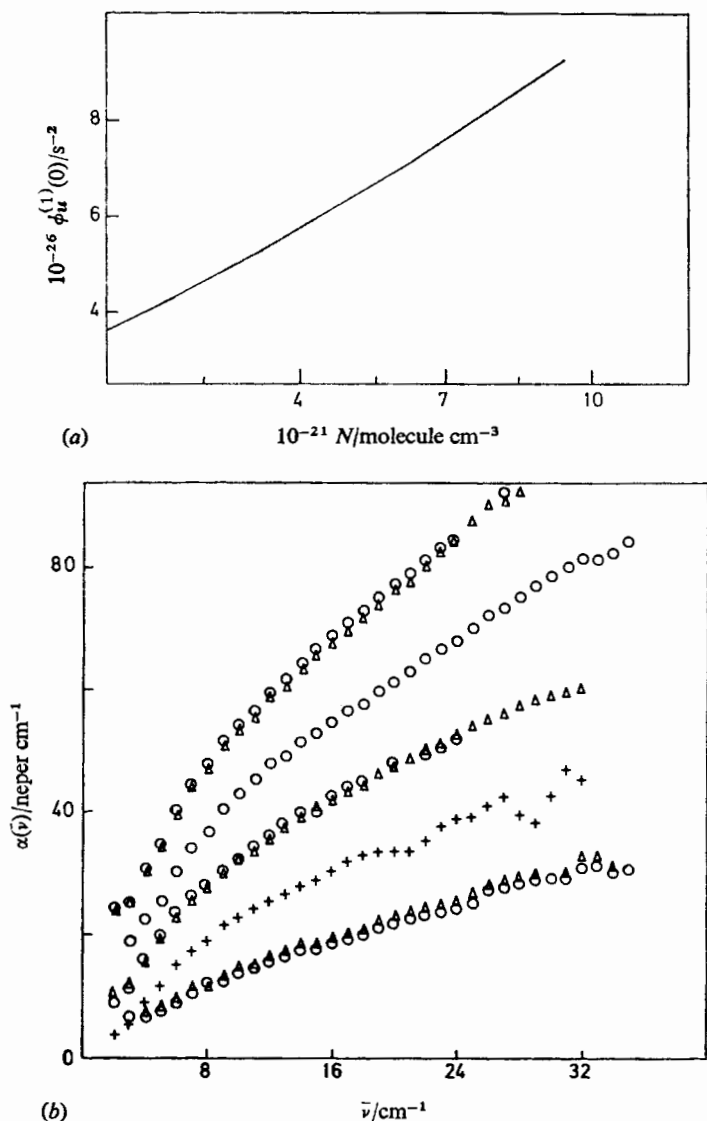 8
6
4
10⁻²⁶ ϕᵤ⁽¹⁾(0)/s⁻²
4 7 10
(a) 10⁻²¹ N/molecule cm⁻³
80
40
0
α(ν̄)/neper cm⁻¹
8 16 24 32
(b) ν̄/cm⁻¹